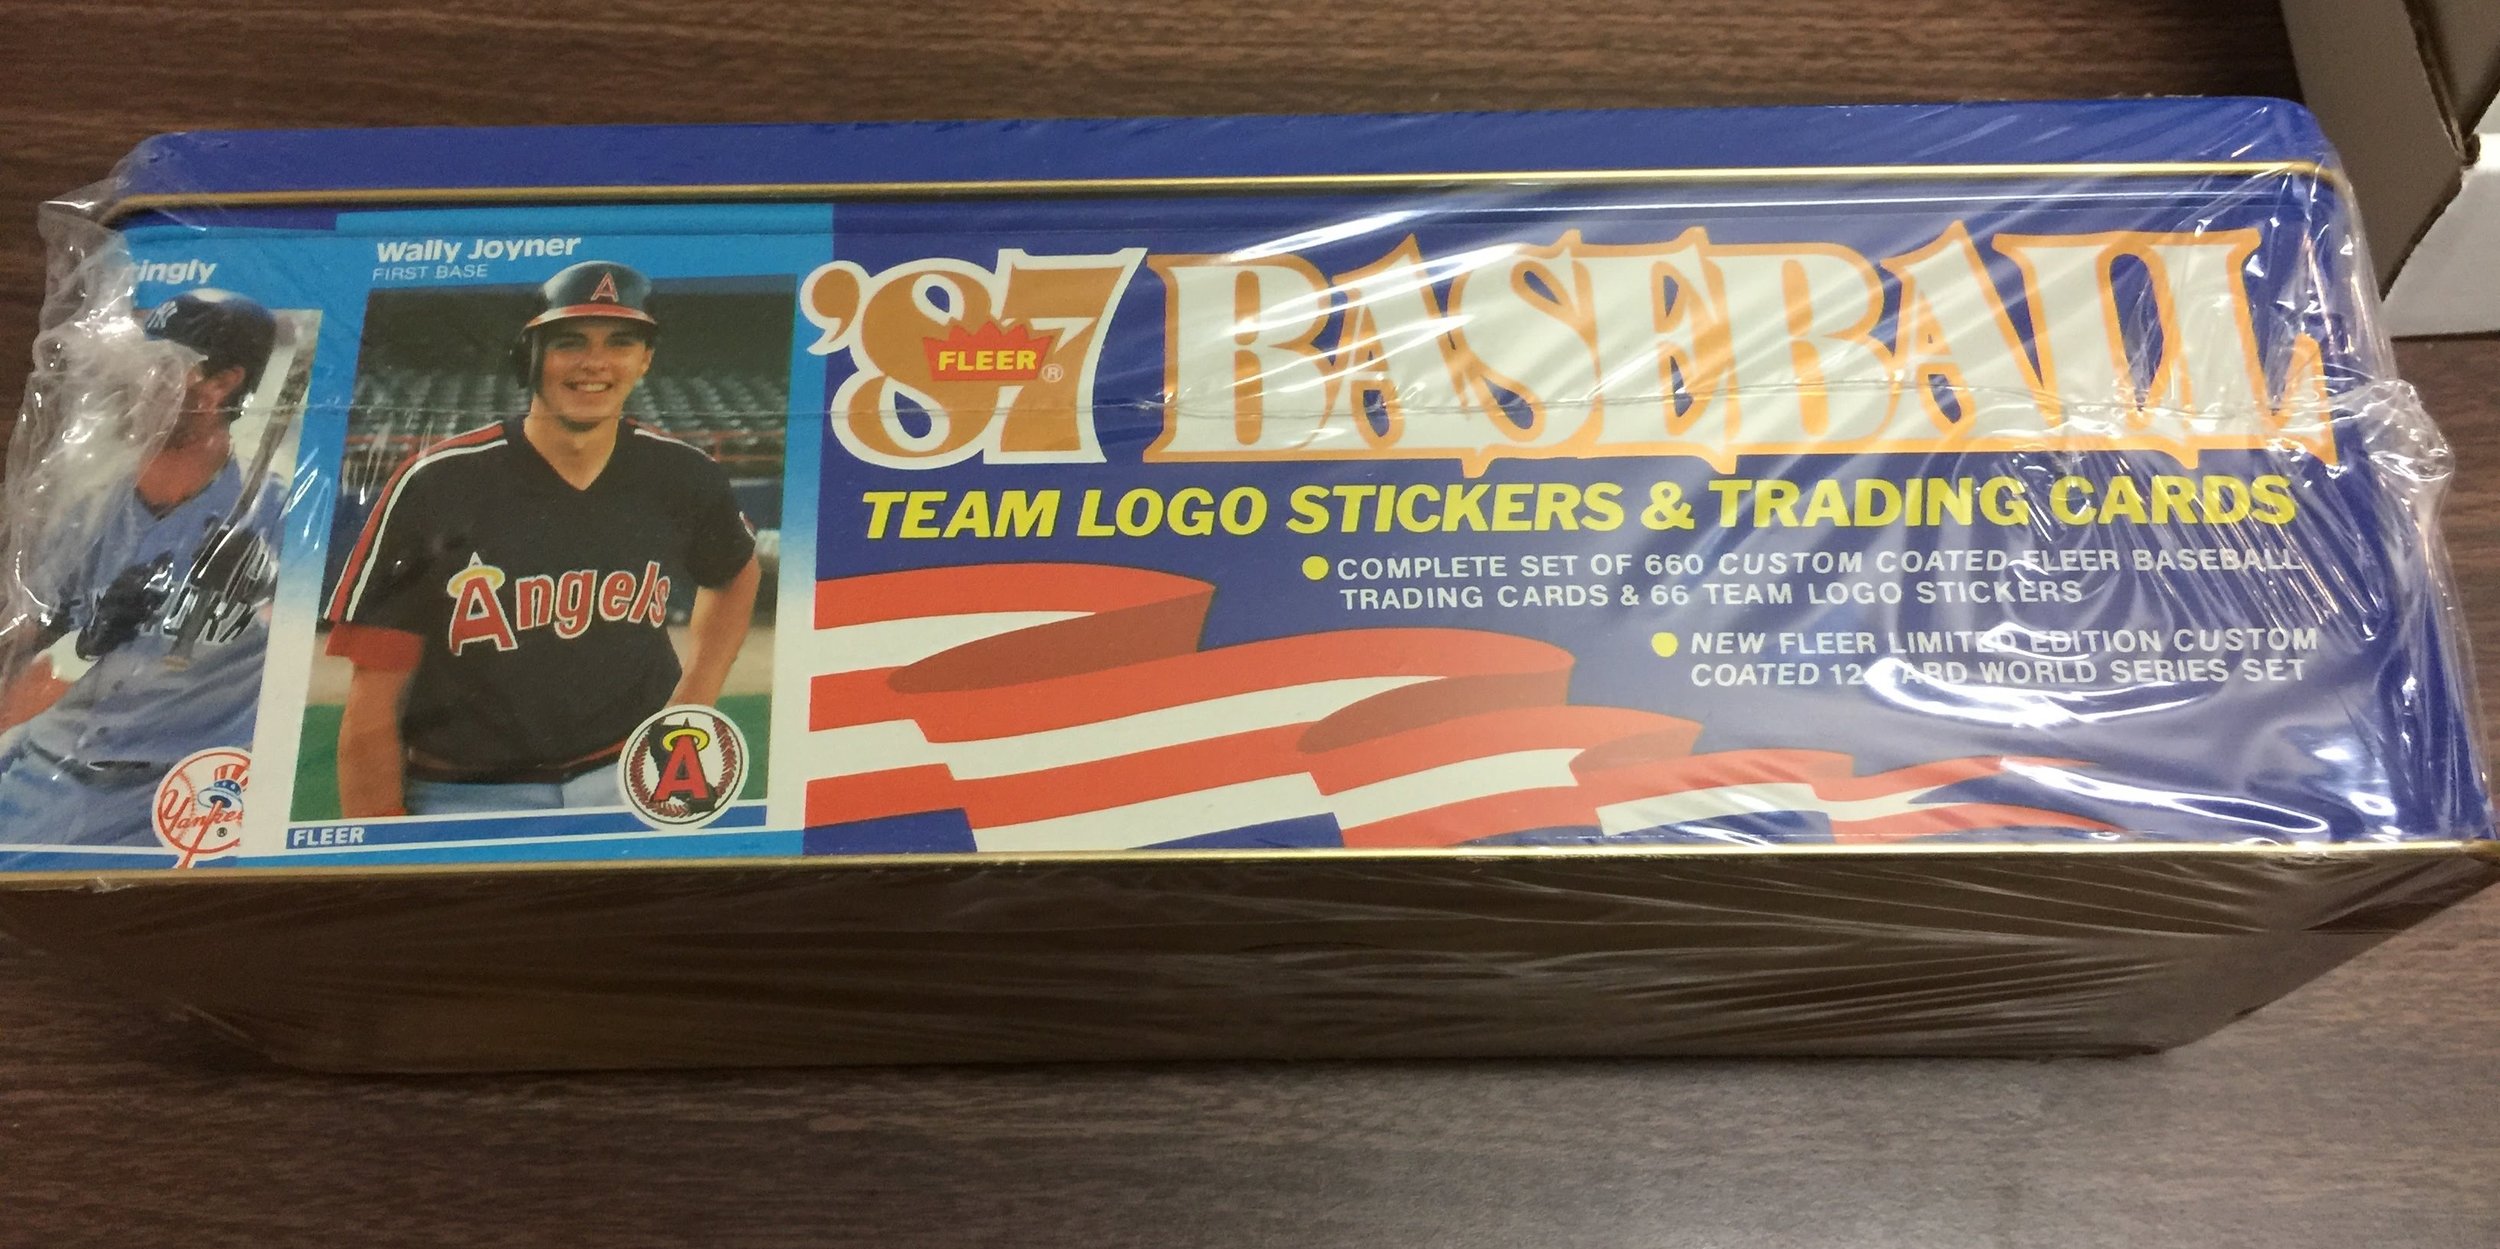 Wally Joyner
FIRST BASE
NY
A
Angels
A
Yankees
®
FLEER
'87 BASEBALL
FLEER ®
TEAM LOGO STICKERS & TRADING CARDS
COMPLETE SET OF 660 CUSTOM COATED FLEER BASEBALL
TRADING CARDS & 66 TEAM LOGO STICKERS
NEW FLEER LIMITED EDITION CUSTOM
COATED 12 CARD WORLD SERIES SET